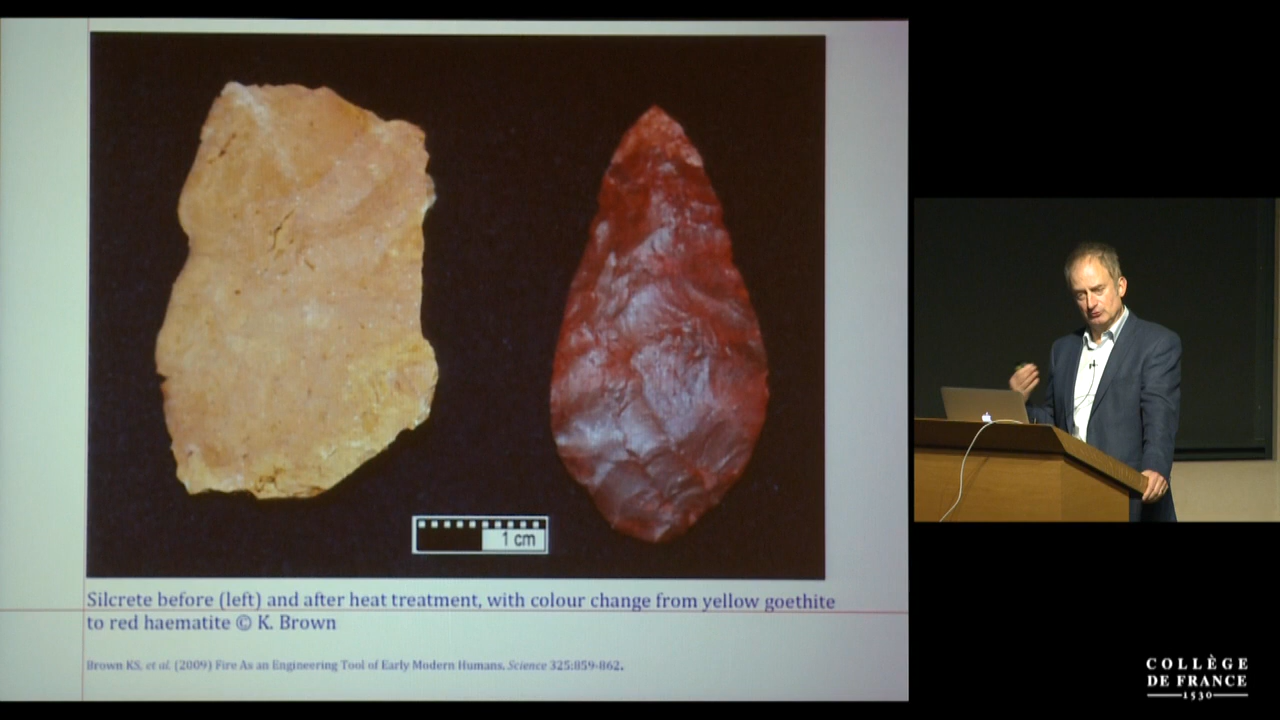 1 cm
Silcrete before (left) and after heat treatment, with colour change from yellow goethite
to red haematite © K. Brown
Brown KS, et al. (2009) Fire As an Engineering Tool of Early Modern Humans. Science 325:859-862.
COLLÈGE
DE FRANCE
1530